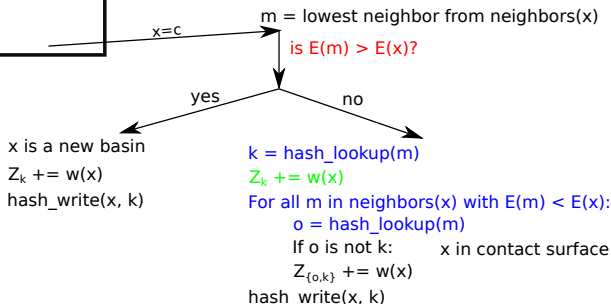 m = lowest neighbor from neighbors(x)
x=c
is E(m) > E(x)?
yes
no
x is a new basin
Zk += w(x)
hash_write(x, k)
k = hash_lookup(m)
Zk += w(x)
For all m in neighbors(x) with E(m) < E(x):
o = hash_lookup(m)
If o is not k:
x in contact surface
Z{o,k} += w(x)
hash_write(x, k)